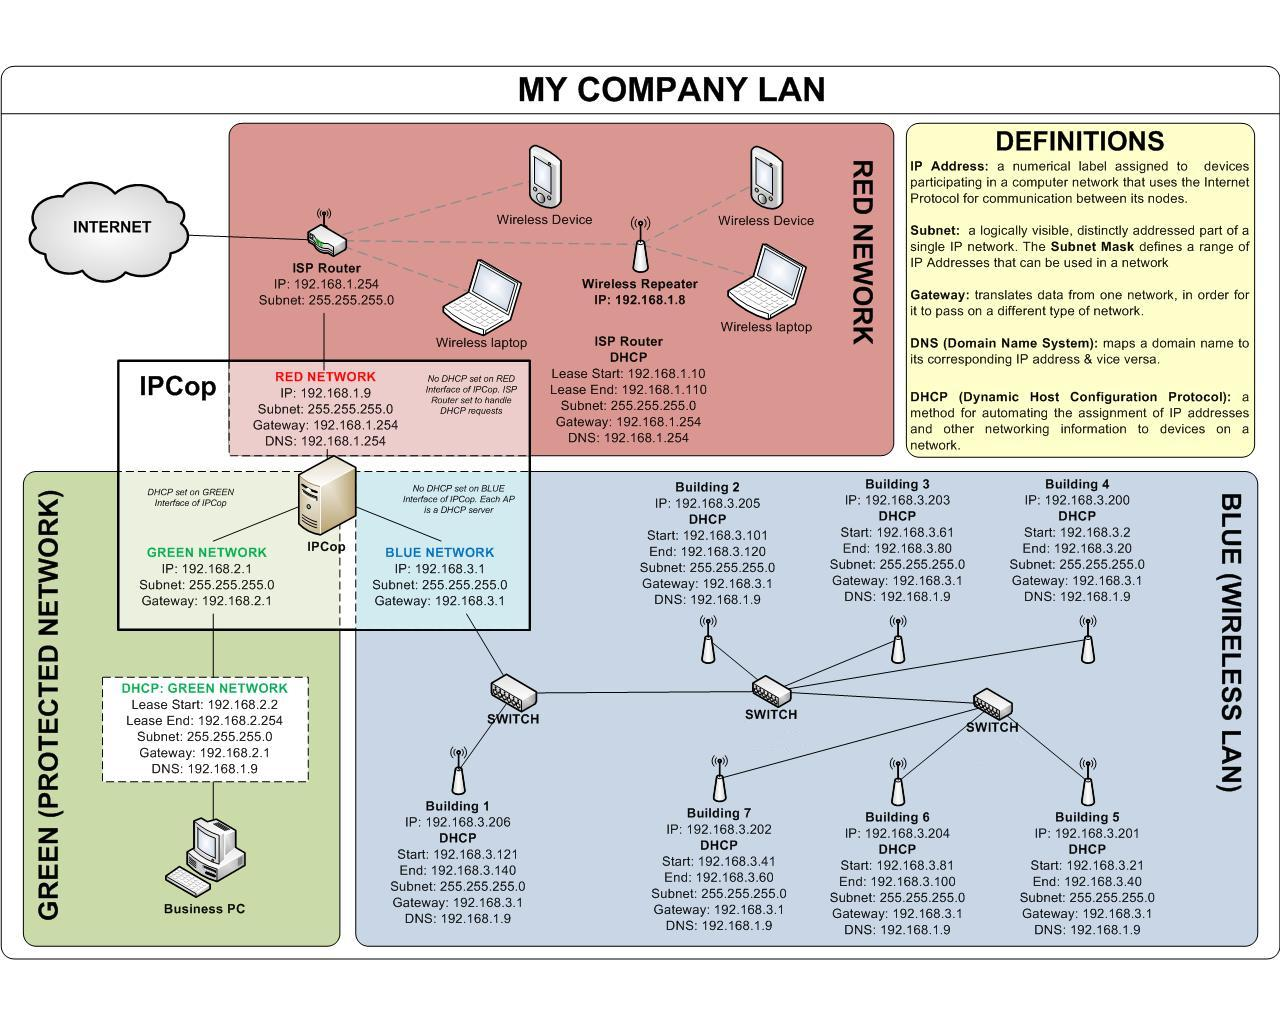 MY COMPANY LAN
INTERNET
ISP Router
IP: 192.168.1.254
Subnet: 255.255.255.0
Wireless Device
Wireless laptop
Wireless Repeater
IP: 192.168.1.8
Wireless Device
Wireless laptop
ISP Router
DHCP
Lease Start: 192.168.1.10
Lease End: 192.168.1.110
Subnet: 255.255.255.0
Gateway: 192.168.1.254
DNS: 192.168.1.254
RED NEWORK
DEFINITIONS
IP Address: a numerical label assigned to devices
participating in a computer network that uses the Internet
Protocol for communication between its nodes.
Subnet: a logically visible, distinctly addressed part of a
single IP network. The Subnet Mask defines a range of
IP Addresses that can be used in a network
Gateway: translates data from one network, in order for
it to pass on a different type of network.
DNS (Domain Name System): maps a domain name to
its corresponding IP address & vice versa.
DHCP (Dynamic Host Configuration Protocol): a
method for automating the assignment of IP addresses
and other networking information to devices on a
network.
IPCop
RED NETWORK
IP: 192.168.1.9
Subnet: 255.255.255.0
Gateway: 192.168.1.254
DNS: 192.168.1.254
No DHCP set on RED
Interface of IPCop. ISP
Router set to handle
DHCP requests
DHCP set on GREEN
Interface of IPCop
No DHCP set on BLUE
Interface of IPCop. Each AP
is a DHCP server
IPCop
GREEN NETWORK
IP: 192.168.2.1
Subnet: 255.255.255.0
Gateway: 192.168.2.1
BLUE NETWORK
IP: 192.168.3.1
Subnet: 255.255.255.0
Gateway: 192.168.3.1
GREEN (PROTECTED NETWORK)
DHCP: GREEN NETWORK
Lease Start: 192.168.2.2
Lease End: 192.168.2.254
Subnet: 255.255.255.0
Gateway: 192.168.2.1
DNS: 192.168.1.9
Business PC
Building 2
IP: 192.168.3.205
DHCP
Start: 192.168.3.101
End: 192.168.3.120
Subnet: 255.255.255.0
Gateway: 192.168.3.1
DNS: 192.168.1.9
Building 3
IP: 192.168.3.203
DHCP
Start: 192.168.3.61
End: 192.168.3.80
Subnet: 255.255.255.0
Gateway: 192.168.3.1
DNS: 192.168.1.9
Building 4
IP: 192.168.3.200
DHCP
Start: 192.168.3.2
End: 192.168.3.20
Subnet: 255.255.255.0
Gateway: 192.168.3.1
DNS: 192.168.1.9
BLUE (WIRELESS LAN)
SWITCH
SWITCH
SWITCH
Building 1
IP: 192.168.3.206
DHCP
Start: 192.168.3.121
End: 192.168.3.140
Subnet: 255.255.255.0
Gateway: 192.168.3.1
DNS: 192.168.1.9
Building 7
IP: 192.168.3.202
DHCP
Start: 192.168.3.41
End: 192.168.3.60
Subnet: 255.255.255.0
Gateway: 192.168.3.1
DNS: 192.168.1.9
Building 6
IP: 192.168.3.204
DHCP
Start: 192.168.3.81
End: 192.168.3.100
Subnet: 255.255.255.0
Gateway: 192.168.3.1
DNS: 192.168.1.9
Building 5
IP: 192.168.3.201
DHCP
Start: 192.168.3.21
End: 192.168.3.40
Subnet: 255.255.255.0
Gateway: 192.168.3.1
DNS: 192.168.1.9